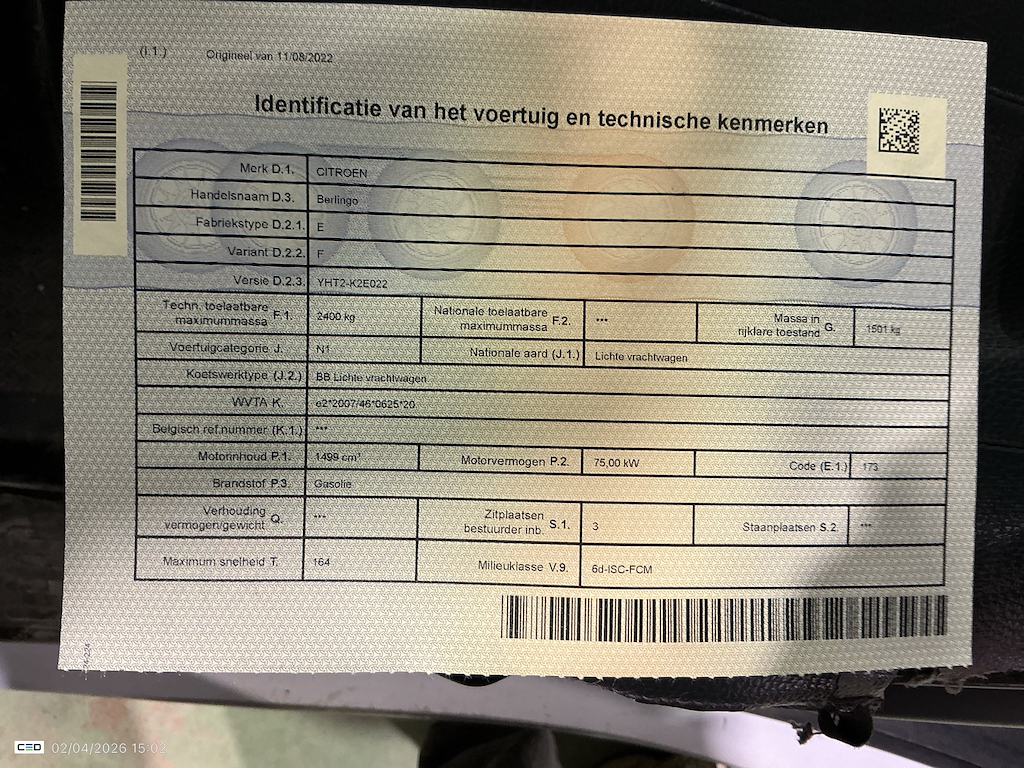 (I.1.) Origineel van 11/08/2022
Identificatie van het voertuig en technische kenmerken
Merk D.1. CITROEN
Handelsnaam D.3. Berlingo
Fabriekstype D.2.1. E
Variant D.2.2. F
Versie D.2.3. YHT2-K2E022
Techn. toelaatbare maximummassa F.1. 2400 kg Nationale toelaatbare maximummassa F.2. *** Massa in rijklare toestand G. 1501 kg
Voertuigcategorie J. N1 Nationale aard (J.1.) Lichte vrachtwagen
Koetswerktype (J.2.) BB Lichte vrachtwagen
WVTA K. e2*2007/46*0625*20
Belgisch ref.nummer (K.1.) ***
Motorinhoud P.1. 1499 cm³ Motorvermogen P.2. 75,00 kW Code (E.1.) 173
Brandstof P.3. Gasolie
Verhouding vermogen/gewicht Q. *** Zitplaatsen bestuurder inb. S.1. 3 Staanplaatsen S.2. ***
Maximum snelheid T. 164 Milieuklasse V.9. 6d-ISC-FCM
CEO 02/04/2026 15:02